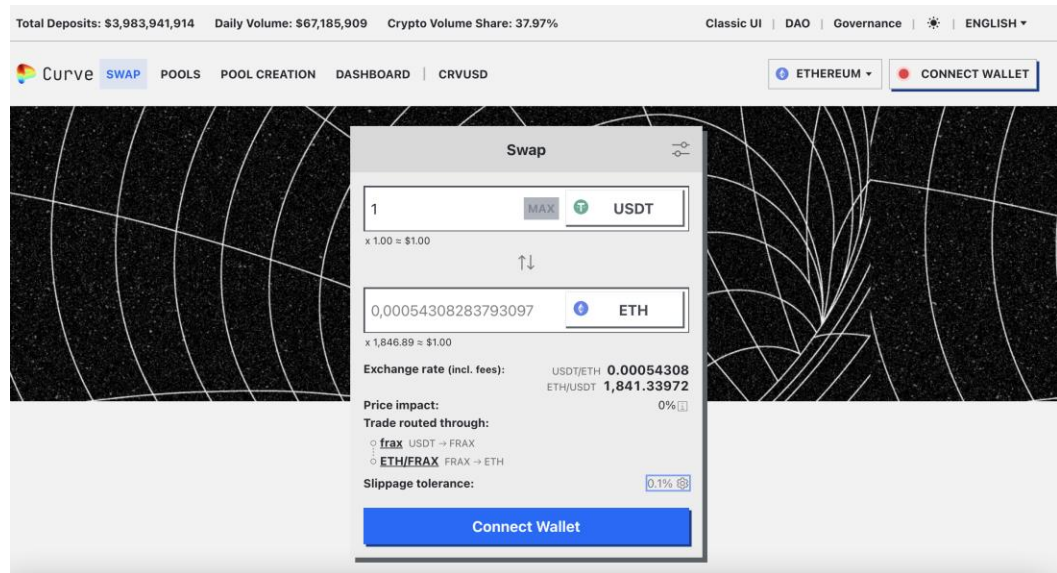 Total Deposits: $3,983,941,914 Daily Volume: $67,185,909 Crypto Volume Share: 37.97% Classic UI | DAO | Governance | | ENGLISH
Curve SWAP POOLS POOL CREATION DASHBOARD | CRVUSD ETHEREUM CONNECT WALLET
Swap
1 MAX USDT
x 1.00 ≈ $1.00
↑↓
0,00054308283793097 ETH
x 1,846.89 ≈ $1.00
Exchange rate (incl. fees): USDT/ETH 0.00054308
ETH/USDT 1,841.33972
Price impact: 0%
Trade routed through:
frax USDT → FRAX
ETH/FRAX FRAX → ETH
Slippage tolerance: 0.1%
Connect Wallet